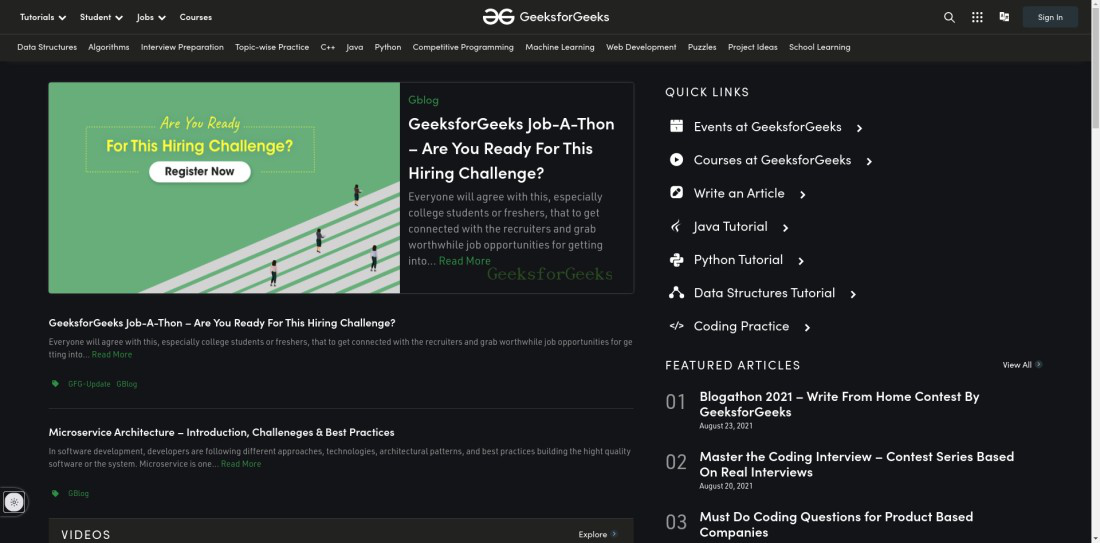 Tutorials Student Jobs Courses GeeksforGeeks Sign In
Data Structures Algorithms Interview Preparation Topic-wise Practice C++ Java Python Competitive Programming Machine Learning Web Development Puzzles Project Ideas School Learning
Are You Ready
For This Hiring Challenge?
Register Now
Gblog
GeeksforGeeks Job-A-Thon
– Are You Ready For This
Hiring Challenge?
Everyone will agree with this, especially
college students or freshers, that to get
connected with the recruiters and grab
worthwhile job opportunities for getting
into... Read More
GeeksforGeeks
GeeksforGeeks Job-A-Thon – Are You Ready For This Hiring Challenge?
Everyone will agree with this, especially college students or freshers, that to get connected with the recruiters and grab worthwhile job opportunities for ge
tting into... Read More
GFG-Update GBlog
Microservice Architecture – Introduction, Challeneges & Best Practices
In software development, developers are following different approaches, technologies, architectural patterns, and best practices building the hight quality
software or the system. Microservice is one... Read More
GBlog
VIDEOS Explore
QUICK LINKS
Events at GeeksforGeeks
Courses at GeeksforGeeks
Write an Article
Java Tutorial
Python Tutorial
Data Structures Tutorial
Coding Practice
FEATURED ARTICLES View All
01 Blogathon 2021 – Write From Home Contest By
GeeksforGeeks
August 23, 2021
02 Master the Coding Interview – Contest Series Based
On Real Interviews
August 20, 2021
03 Must Do Coding Questions for Product Based
Companies